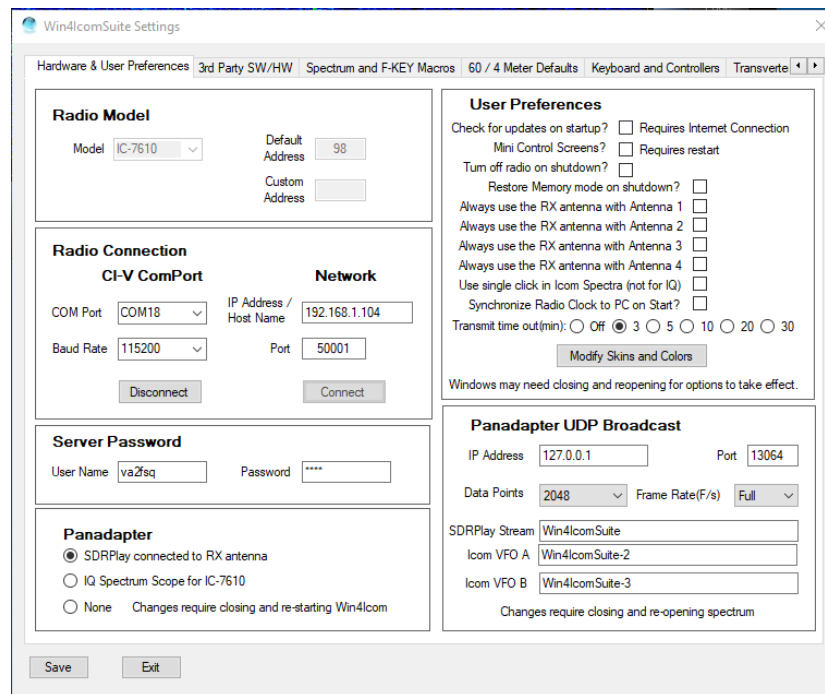 Win4IcomSuite Settings
Hardware & User Preferences 3rd Party SW/HW Spectrum and F-KEY Macros 60 / 4 Meter Defaults Keyboard and Controllers Transverte
Radio Model
Model IC-7610 Default Address 98
Custom Address
Radio Connection
CI-V ComPort Network
COM Port COM18 IP Address / Host Name 192.168.1.104
Baud Rate 115200 Port 50001
Disconnect Connect
Server Password
User Name va2fsq Password ****
Panadapter
SDRPlay connected to RX antenna
IQ Spectrum Scope for IC-7610
None Changes require closing and re-starting Win4Icom
User Preferences
Check for updates on startup? Requires Internet Connection
Mini Control Screens? Requires restart
Turn off radio on shutdown?
Restore Memory mode on shutdown?
Always use the RX antenna with Antenna 1
Always use the RX antenna with Antenna 2
Always use the RX antenna with Antenna 3
Always use the RX antenna with Antenna 4
Use single click in Icom Spectra (not for IQ)
Synchronize Radio Clock to PC on Start?
Transmit time out(min): Off 3 5 10 20 30
Modify Skins and Colors
Windows may need closing and reopening for options to take effect.
Panadapter UDP Broadcast
IP Address 127.0.0.1 Port 13064
Data Points 2048 Frame Rate(F/s) Full
SDRPlay Stream Win4IcomSuite
Icom VFO A Win4IcomSuite-2
Icom VFO B Win4IcomSuite-3
Changes require closing and re-opening spectrum
Save Exit